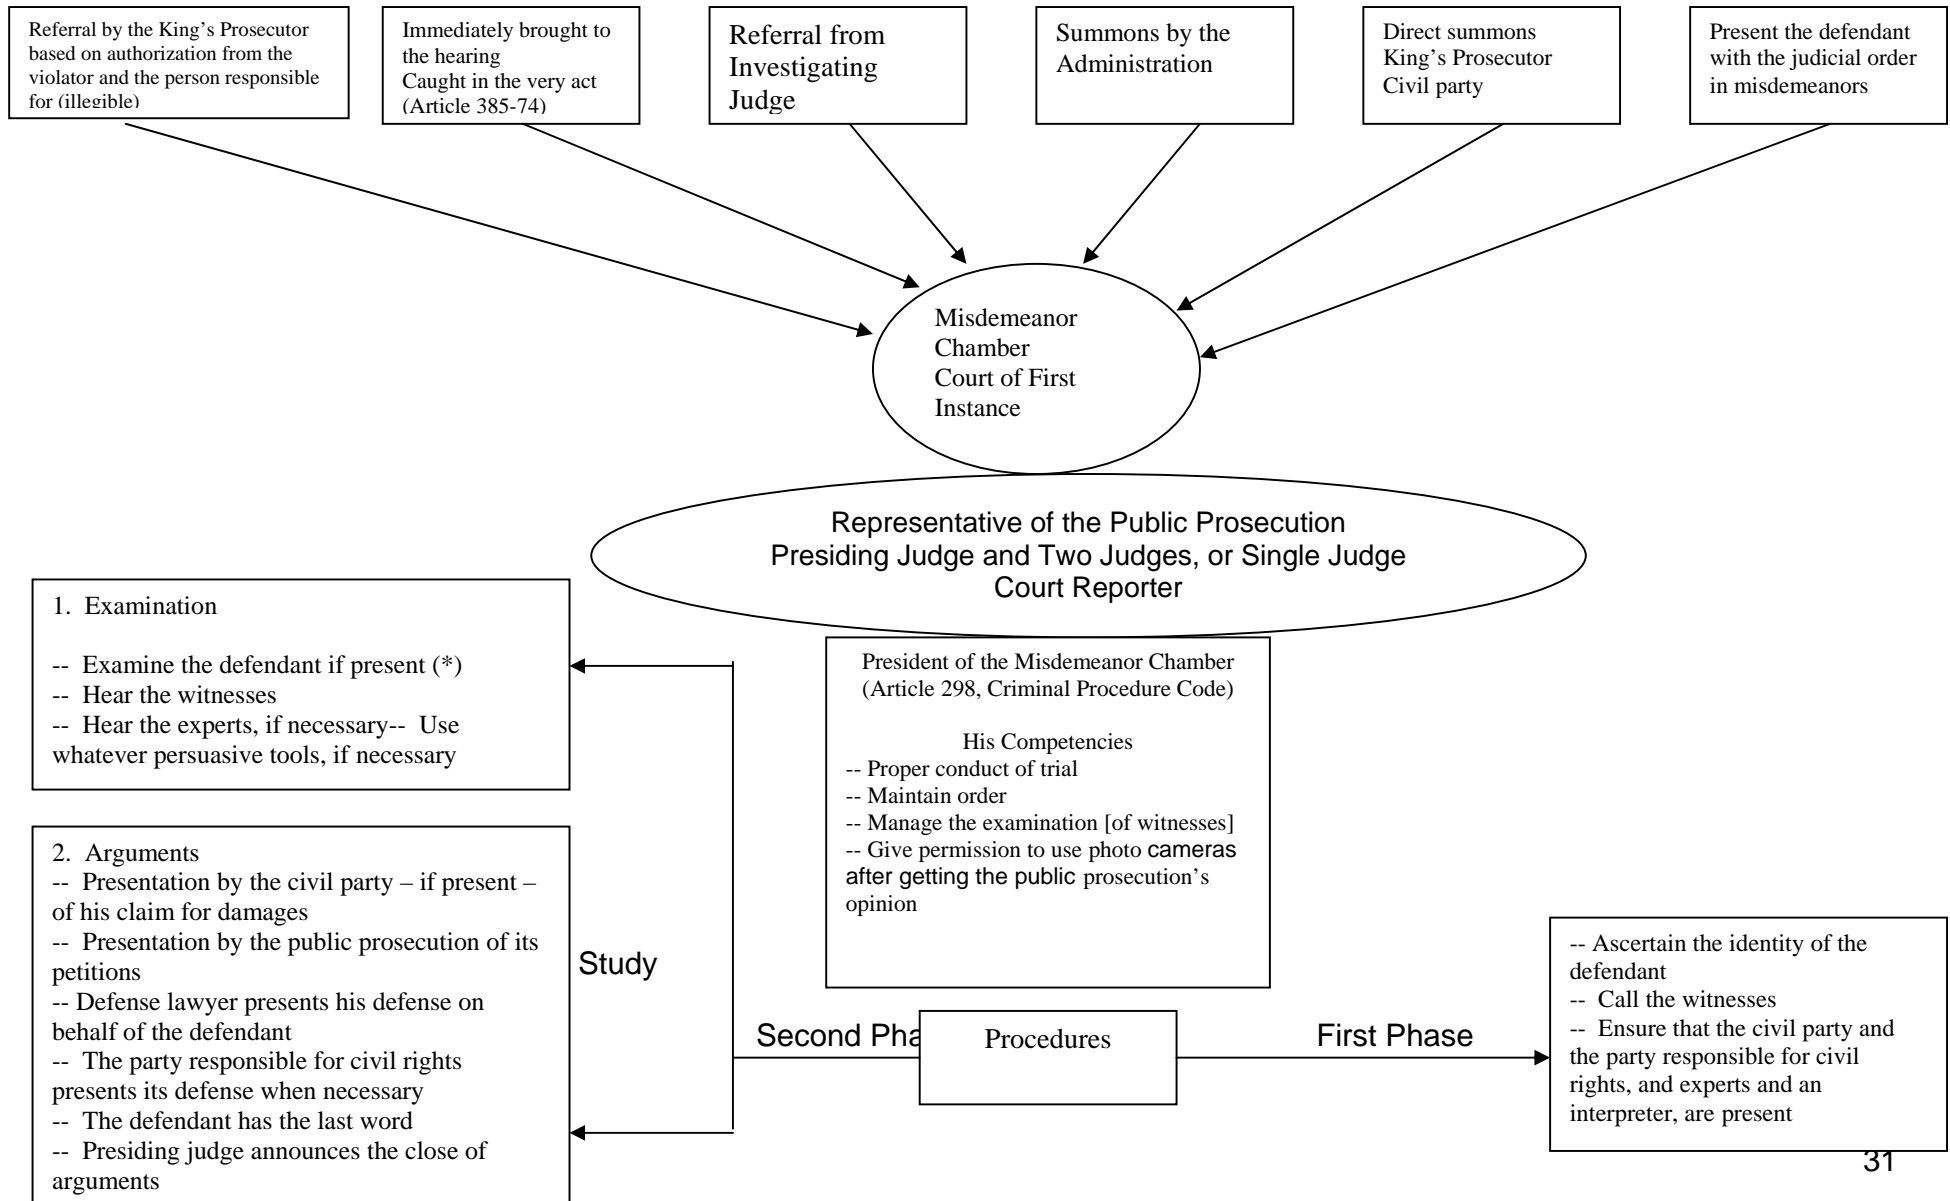 Referral by the King’s Prosecutor
based on authorization from the
violator and the person responsible
for (illegible)
Immediately brought to
the hearing
Caught in the very act
(Article 385-74)
Referral from
Investigating
Judge
Summons by the
Administration
Direct summons
King’s Prosecutor
Civil party
Present the defendant
with the judicial order
in misdemeanors
Misdemeanor
Chamber
Court of First
Instance
Representative of the Public Prosecution
Presiding Judge and Two Judges, or Single Judge
Court Reporter
President of the Misdemeanor Chamber
(Article 298, Criminal Procedure Code)
His Competencies
-- Proper conduct of trial
-- Maintain order
-- Manage the examination [of witnesses]
-- Give permission to use photo cameras
after getting the public prosecution’s
opinion
1. Examination
-- Examine the defendant if present (*)
-- Hear the witnesses
-- Hear the experts, if necessary-- Use
whatever persuasive tools, if necessary
2. Arguments
-- Presentation by the civil party – if present –
of his claim for damages
-- Presentation by the public prosecution of its
petitions
-- Defense lawyer presents his defense on
behalf of the defendant
-- The party responsible for civil rights
presents its defense when necessary
-- The defendant has the last word
-- Presiding judge announces the close of
arguments
Study
Second Pha
Procedures
First Phase
-- Ascertain the identity of the
defendant
-- Call the witnesses
-- Ensure that the civil party and
the party responsible for civil
rights, and experts and an
interpreter, are present
31